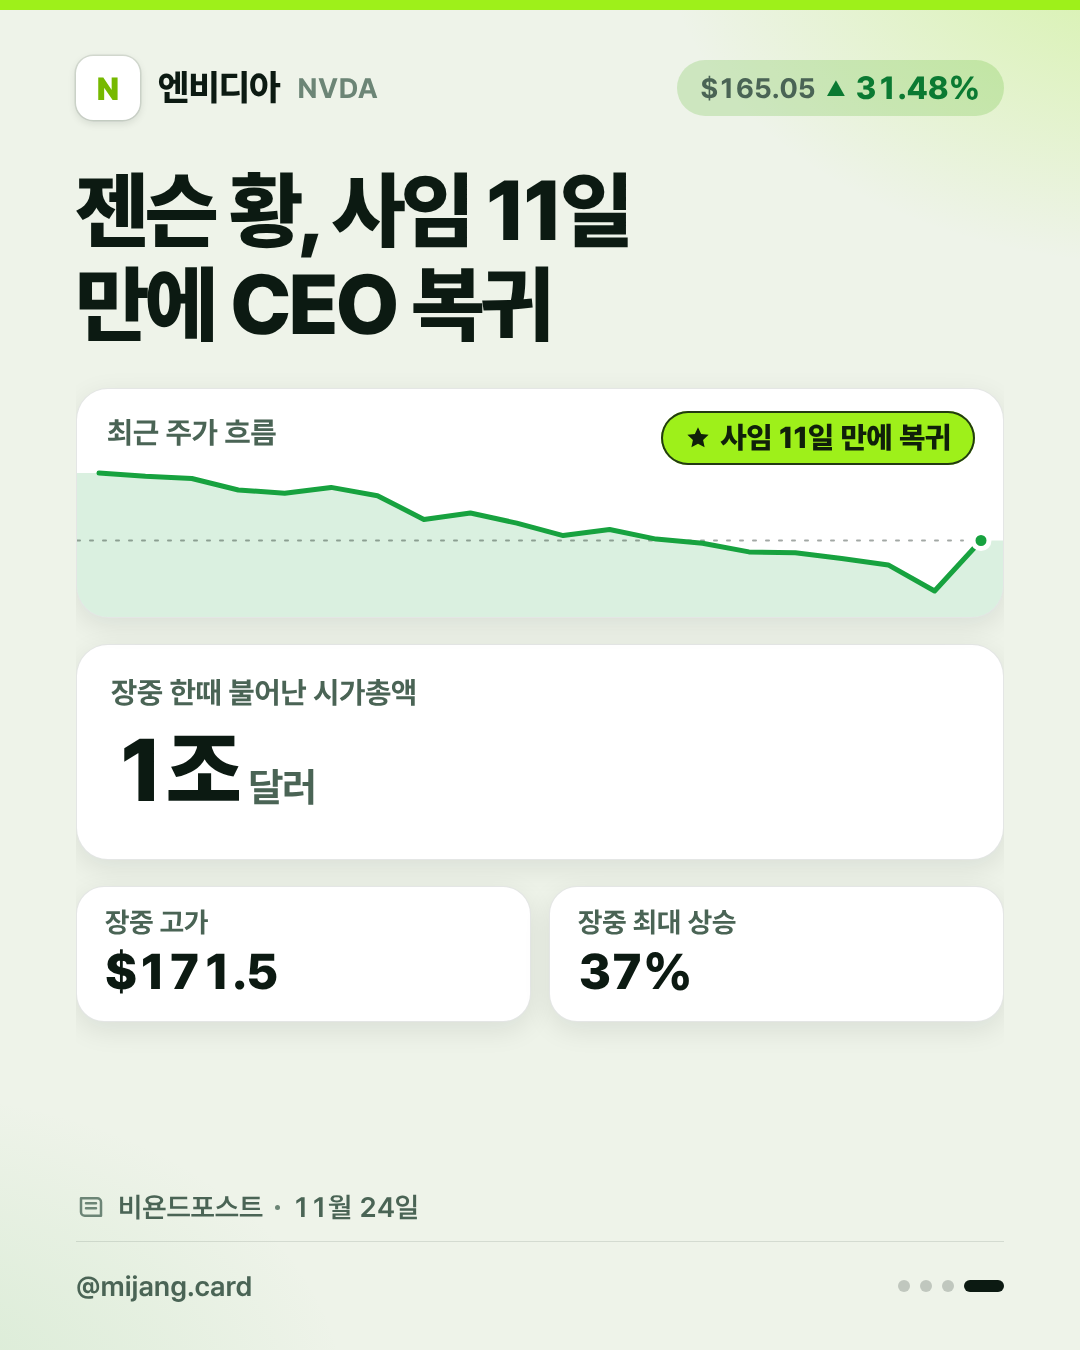 N 엔비디아 NVDA
$165.05 ▲ 31.48%
젠슨 황, 사임 11일
만에 CEO 복귀
최근 주가 흐름
★ 사임 11일 만에 복귀
장중 한때 불어난 시가총액
1조 달러
장중 고가
$171.5
장중 최대 상승
37%
비욘드포스트 · 11월 24일
@mijang.card